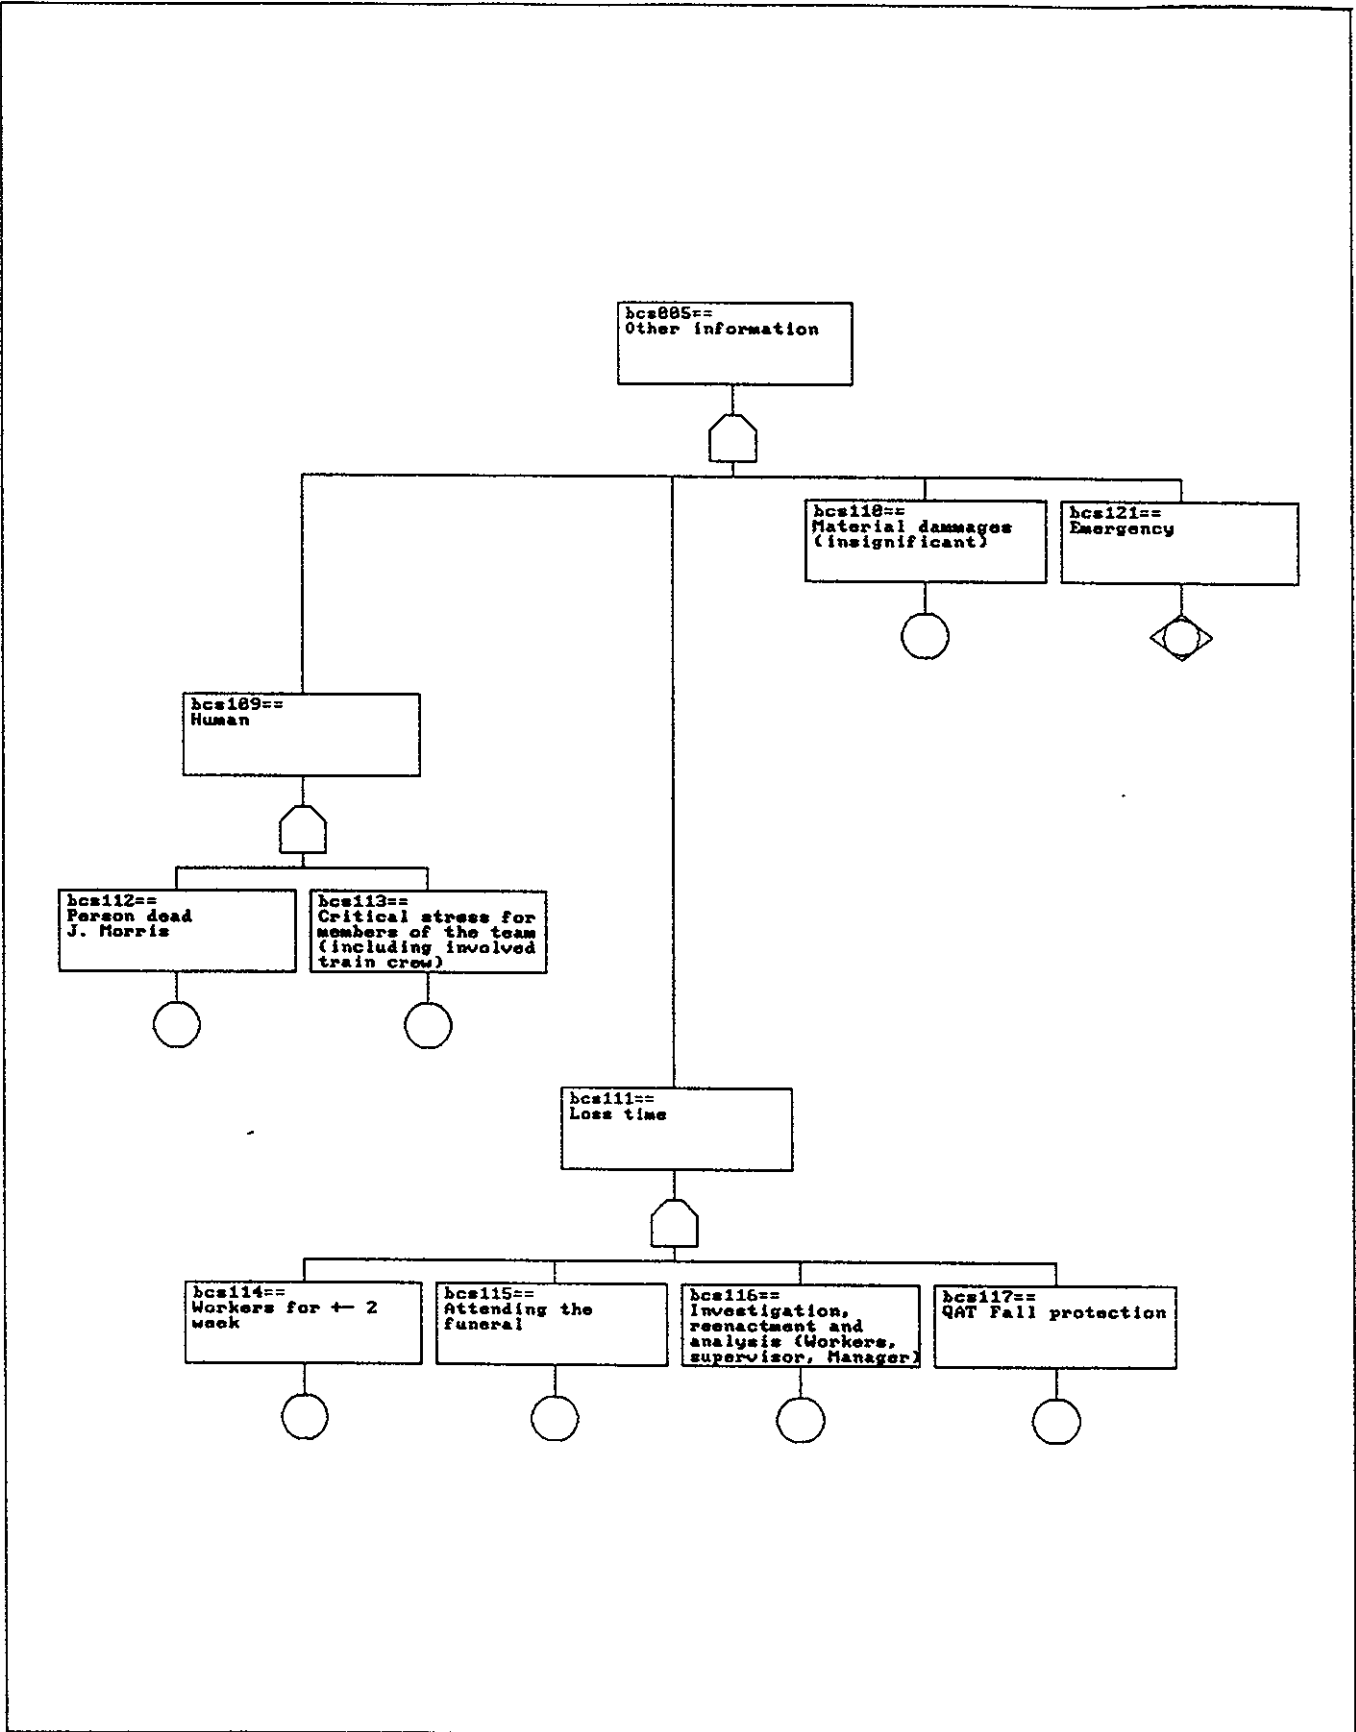 bcs005==
Other information
bcs110==
Material dammages
(insignificant)
bcs121==
Emergency
bcs109==
Human
bcs112==
Person dead
J. Morris
bcs113==
Critical stress for
members of the team
(including involved
train crew)
bcs111==
Loss time
bcs114==
Workers for +- 2
week
bcs115==
Attending the
funeral
bcs116==
Investigation,
reenactment and
analysis (Workers,
supervisor, Manager)
bcs117==
QAT Fall protection